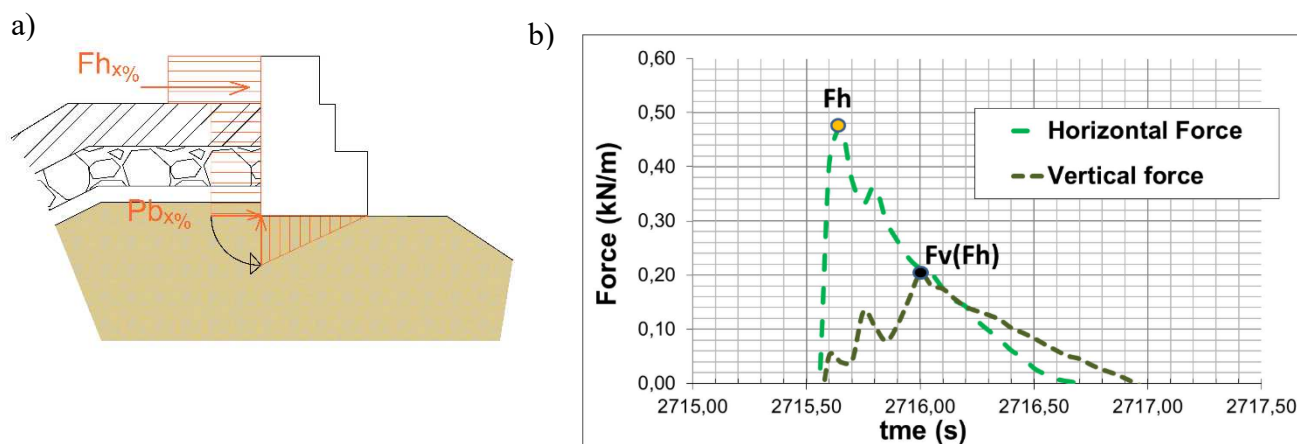 a)
Fhx%
Pbx%
b)
Force (kN/m)
0,60
0,50
0,40
0,30
0,20
0,10
0,00
Fh
Fv(Fh)
Horizontal Force
Vertical force
2715,00 2715,50 2716,00 2716,50 2717,00 2717,50
tme (s)